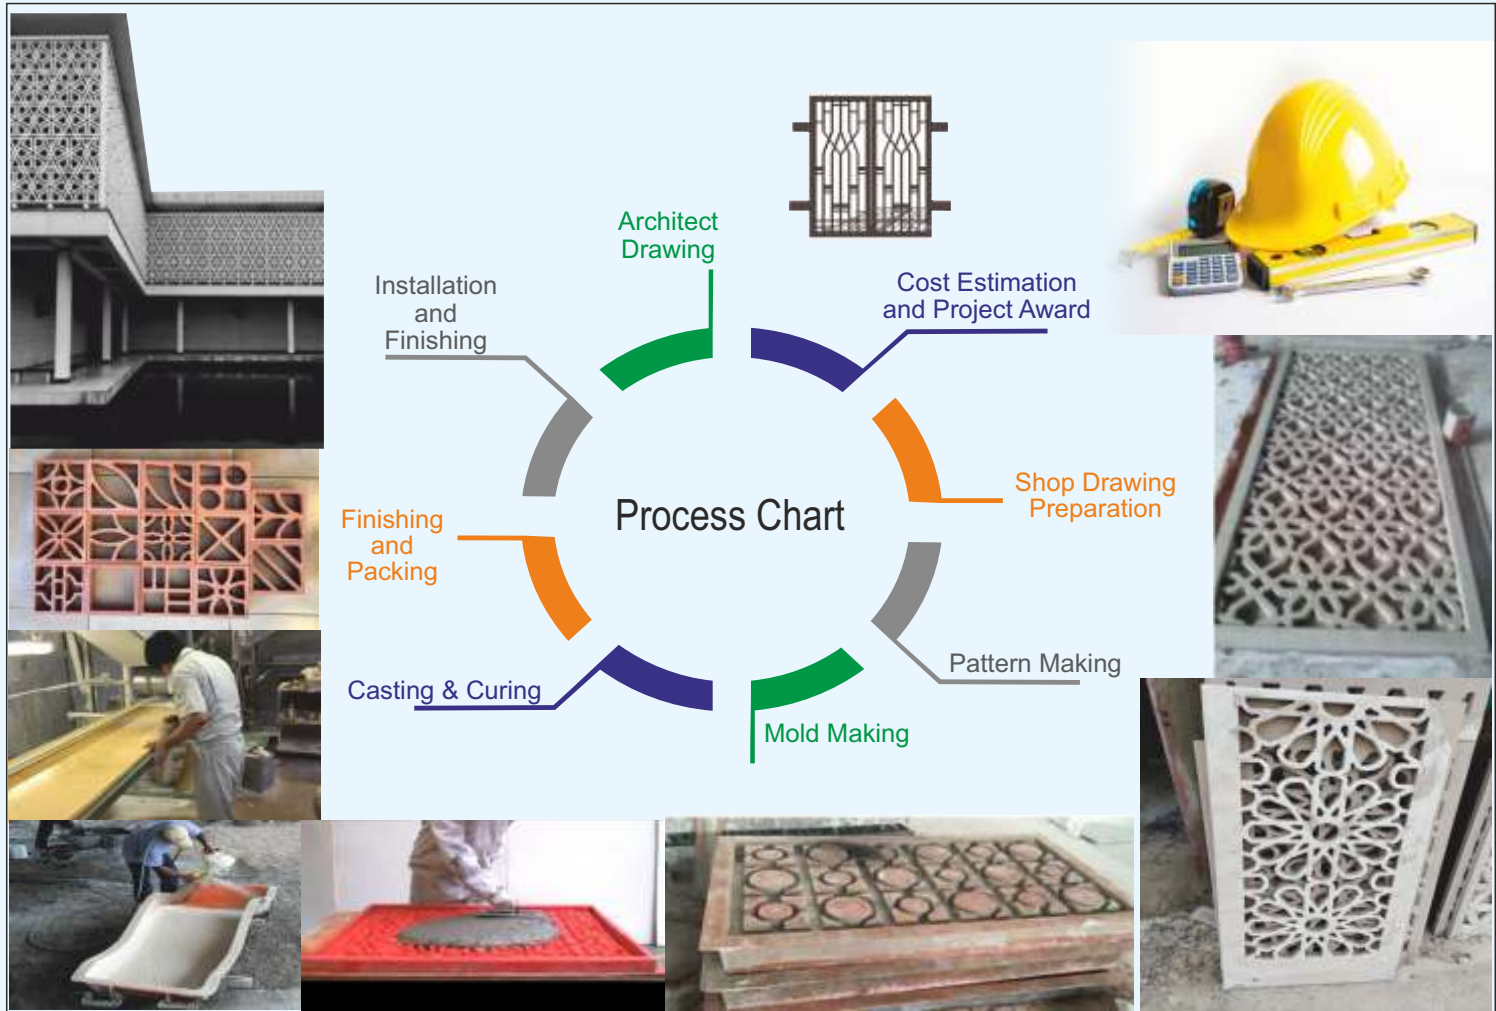 Architect
Drawing
Cost Estimation
and Project Award
Shop Drawing
Preparation
Pattern Making
Mold Making
Casting & Curing
Finishing
and
Packing
Installation
and
Finishing
Process Chart